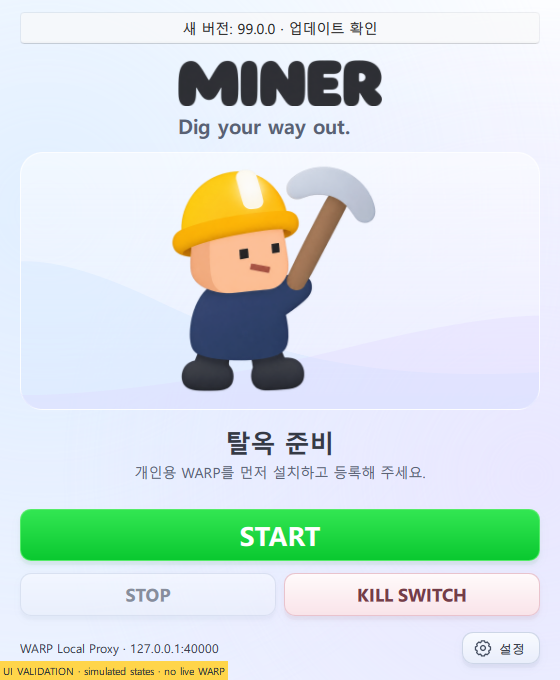 새 버전: 99.0.0 · 업데이트 확인
MINER
Dig your way out.
탈옥 준비
개인용 WARP를 먼저 설치하고 등록해 주세요.
START
STOP
KILL SWITCH
WARP Local Proxy · 127.0.0.1:40000
설정
UI VALIDATION · simulated states · no live WARP